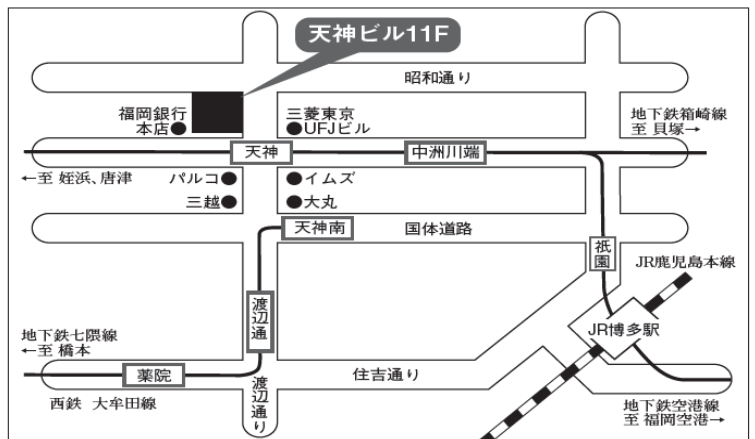 天神ビル11F
昭和通り
福岡銀行
本店
三菱東京
UFJビル
地下鉄箱崎線
至 貝塚→
天神
中洲川端
←至 姪浜、唐津
パルコ
イムズ
三越
大丸
天神南
国体道路
祇園
JR鹿児島本線
渡辺通
JR博多駅
地下鉄七隈線
←至 橋本
薬院
渡辺通り
住吉通り
西鉄 大牟田線
地下鉄空港線
至 福岡空港→